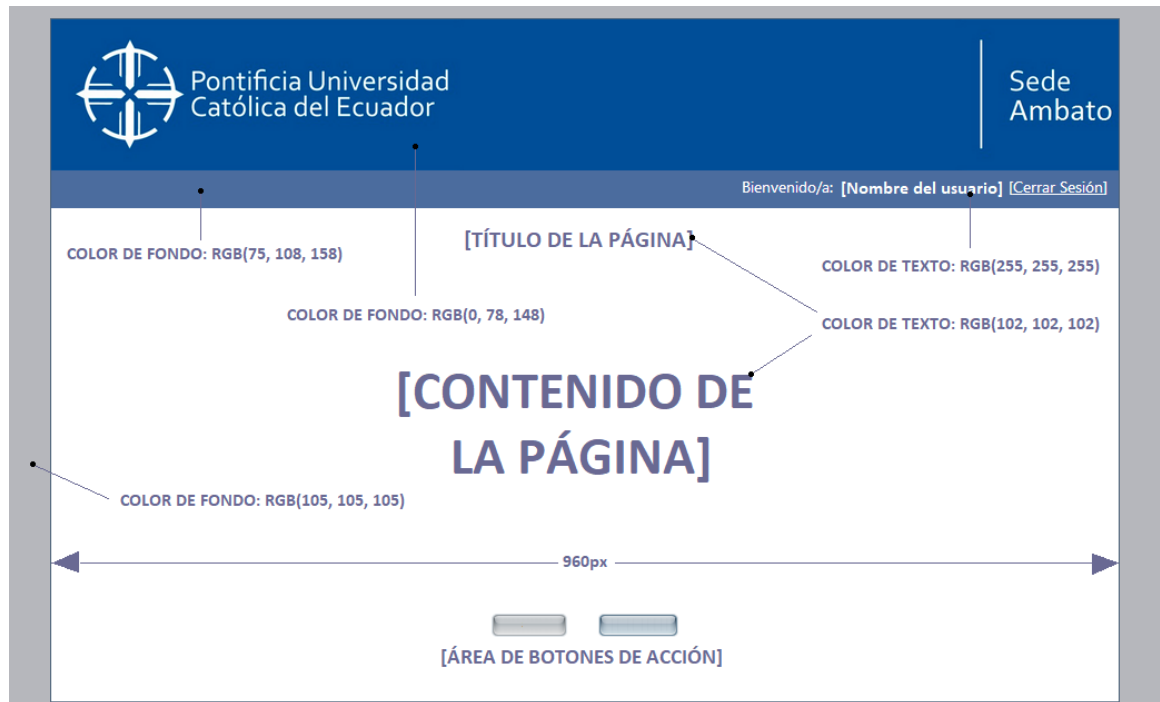 Pontificia Universidad
Católica del Ecuador
Sede
Ambato
Bienvenido/a: [Nombre del usuario] [Cerrar Sesión]
[TÍTULO DE LA PÁGINA]
COLOR DE FONDO: RGB(75, 108, 158)
COLOR DE TEXTO: RGB(255, 255, 255)
COLOR DE FONDO: RGB(0, 78, 148)
COLOR DE TEXTO: RGB(102, 102, 102)
[CONTENIDO DE
LA PÁGINA]
COLOR DE FONDO: RGB(105, 105, 105)
960px
[ÁREA DE BOTONES DE ACCIÓN]